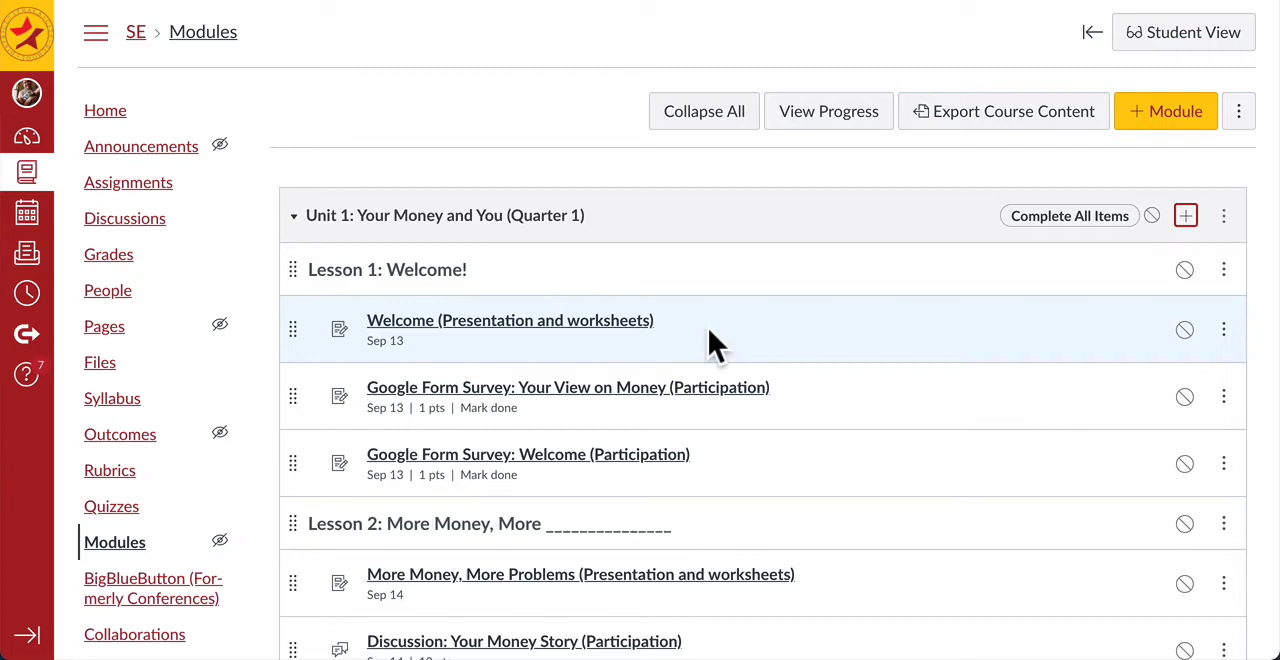 SE > Modules
Student View
Collapse All
View Progress
Export Course Content
+ Module
Home
Announcements
Assignments
Discussions
Grades
People
Pages
Files
Syllabus
Outcomes
Rubrics
Quizzes
Modules
BigBlueButton (For-
merly Conferences)
Collaborations
7
Unit 1: Your Money and You (Quarter 1)
Complete All Items
Lesson 1: Welcome!
Welcome (Presentation and worksheets)
Sep 13
Google Form Survey: Your View on Money (Participation)
Sep 13 | 1 pts | Mark done
Google Form Survey: Welcome (Participation)
Sep 13 | 1 pts | Mark done
Lesson 2: More Money, More _______________
More Money, More Problems (Presentation and worksheets)
Sep 14
Discussion: Your Money Story (Participation)